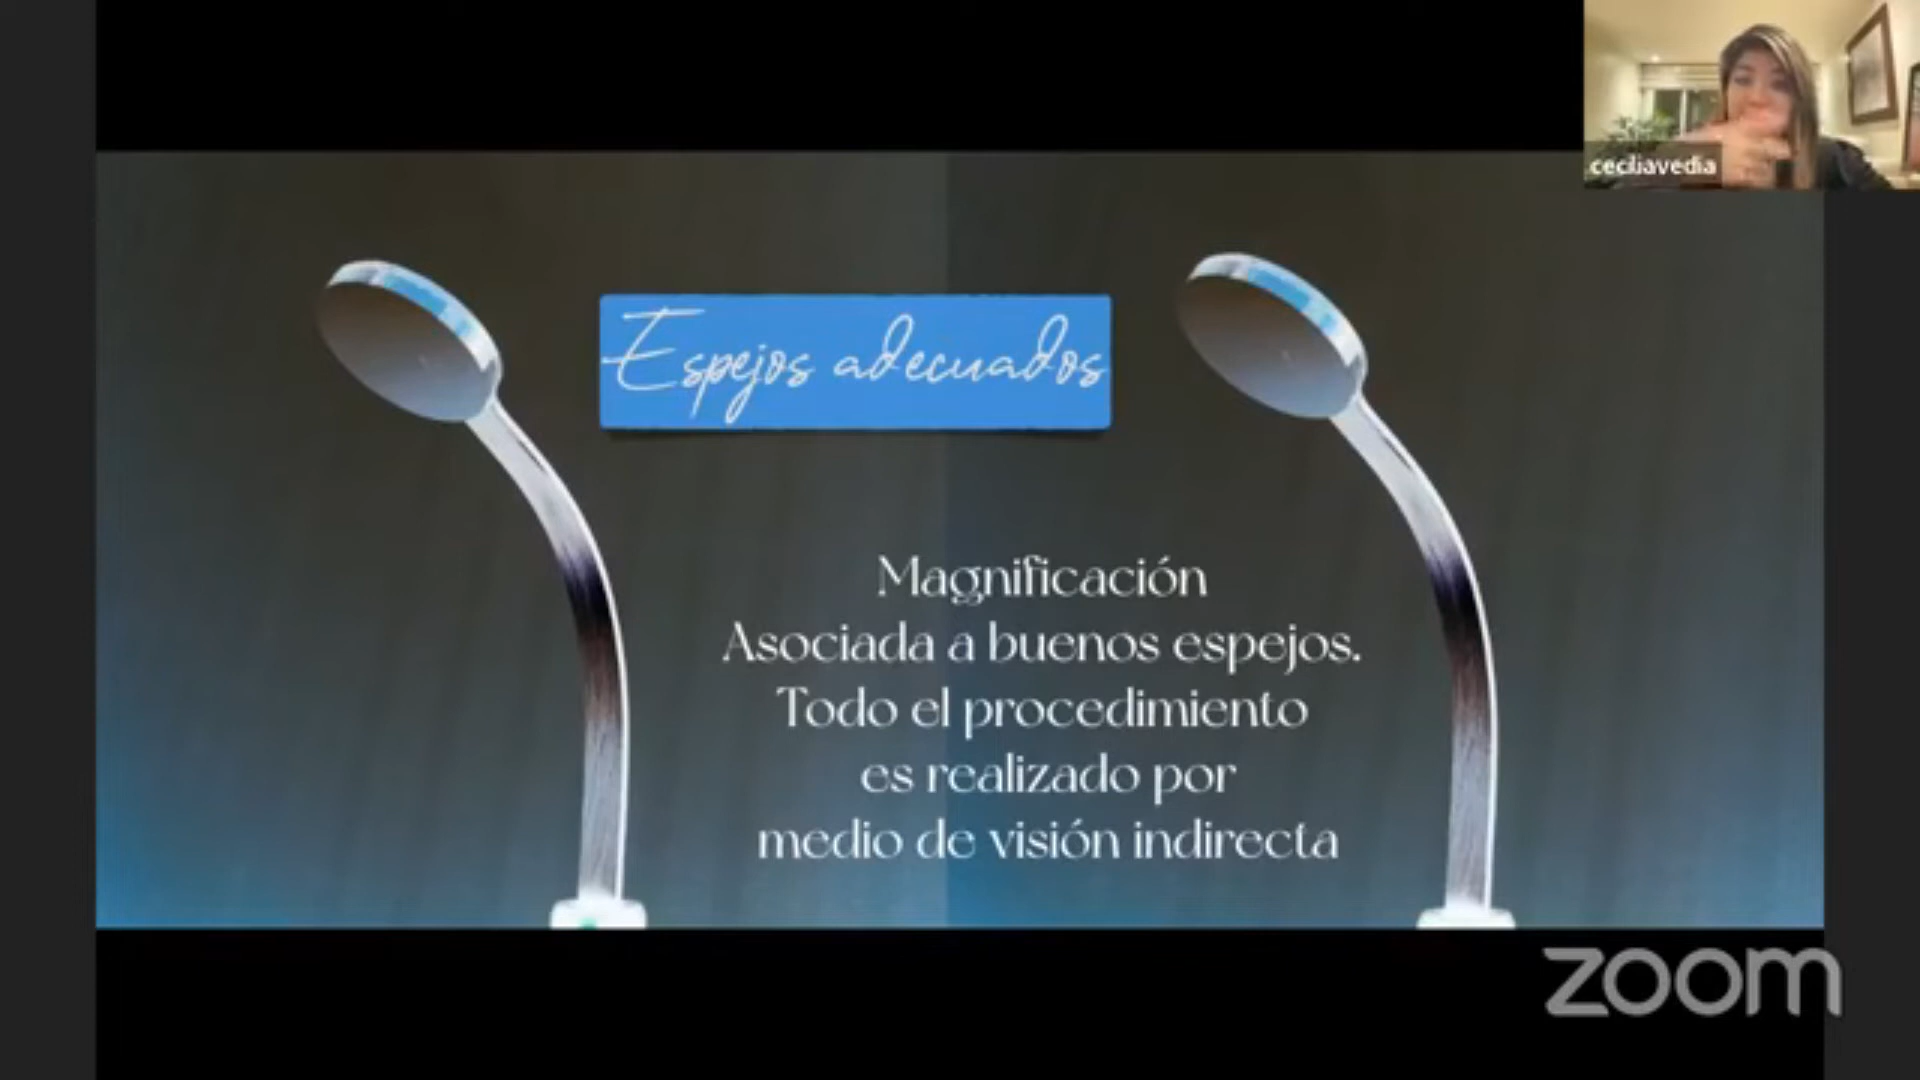 ceciliavedia
Espejos adecuados
Magnificación
Asociada a buenos espejos.
Todo el procedimiento
es realizado por
medio de visión indirecta
zoom